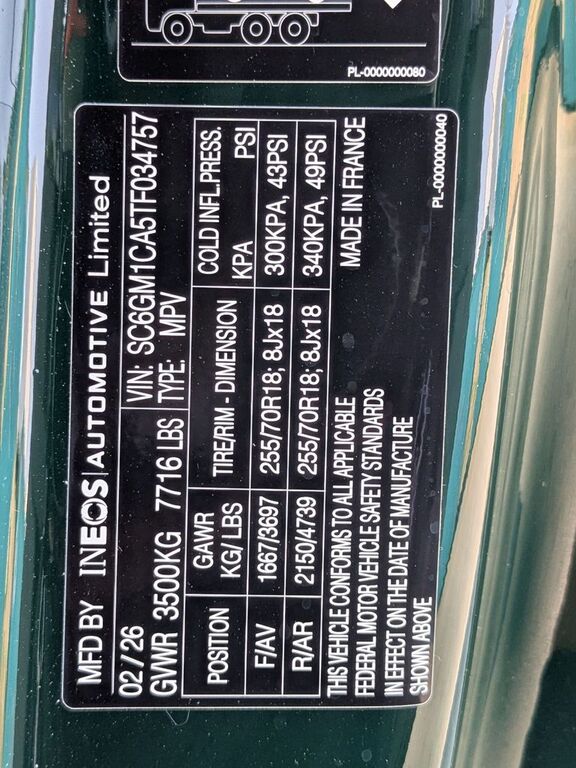 PL-0000000080
MFD BY INEOS AUTOMOTIVE Limited
02 / 26 VIN: SC6GM1CA5TF034757
GVWR 3500KG 7716 LBS TYPE: MPV
POSITION GAWR KG/ LBS TIRE/RIM - DIMENSION COLD INFL.PRESS. KPA PSI
F/AV 1667/3697 255/70R18; 8Jx18 300KPA, 43PSI
R/AR 2150/4739 255/70R18; 8Jx18 340KPA, 49PSI
THIS VEHICLE CONFORMS TO ALL APPLICABLE MADE IN FRANCE
FEDERAL MOTOR VEHICLE SAFETY STANDARDS
IN EFFECT ON THE DATE OF MANUFACTURE
SHOWN ABOVE
PL-0000000040